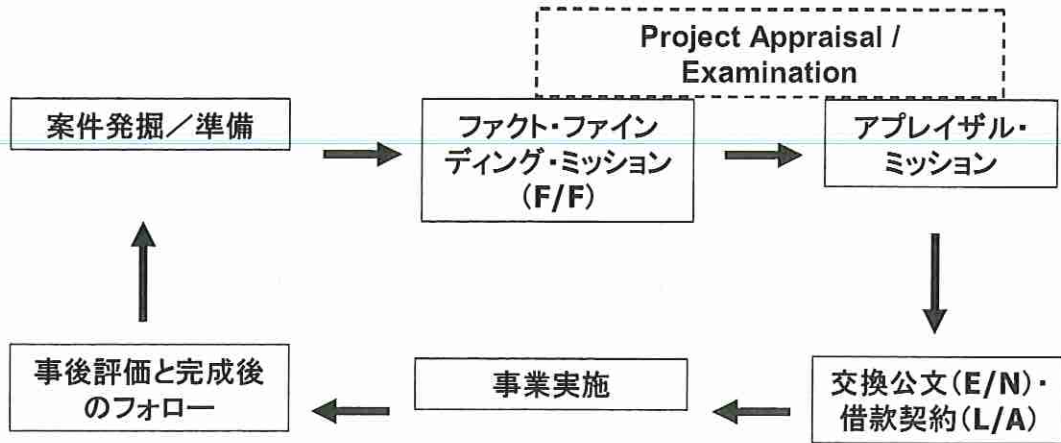 Project Appraisal /
Examination
案件発掘／準備
ファクト・ファイン
ディング・ミッション
(F/F)
アプレイザル・
ミッション
事後評価と完成後
のフォロー
事業実施
交換公文(E/N)・
借款契約(L/A)